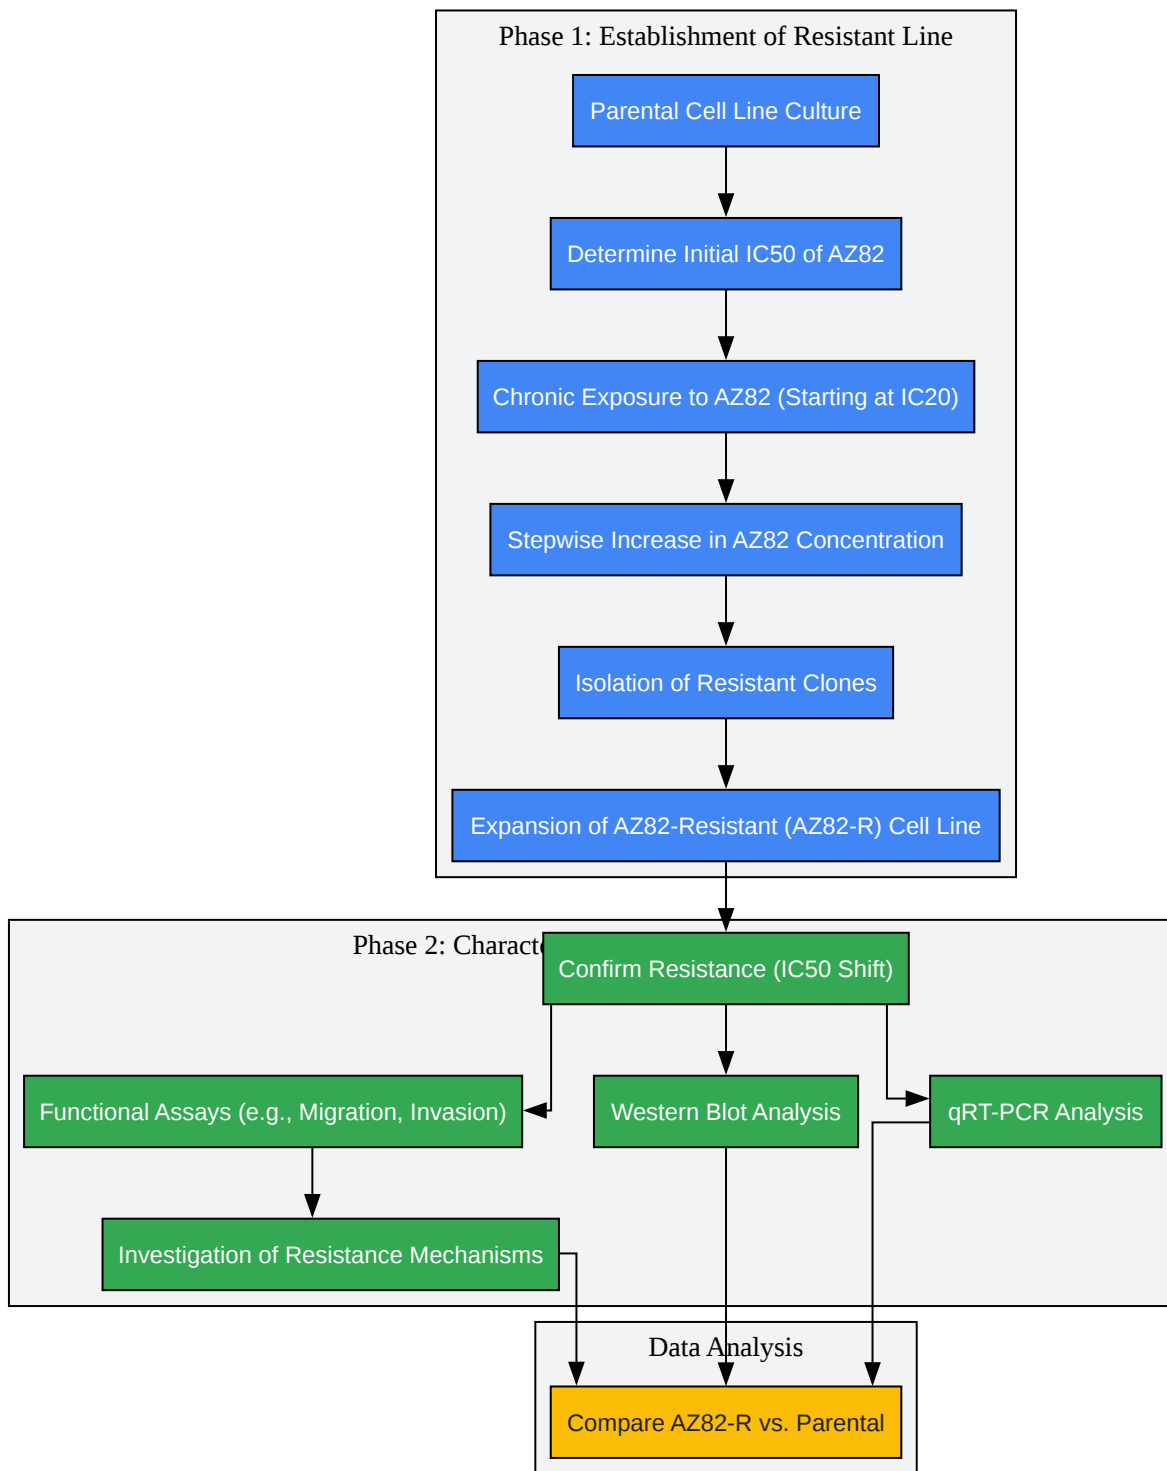 Phase 1: Establishment of Resistant Line
Parental Cell Line Culture
Determine Initial IC50 of AZ82
Chronic Exposure to AZ82 (Starting at IC20)
Stepwise Increase in AZ82 Concentration
Isolation of Resistant Clones
Expansion of AZ82-Resistant (AZ82-R) Cell Line
Phase 2:
Confirm Resistance (IC50 Shift)
Functional Assays (e.g., Migration, Invasion)
Western Blot Analysis
qRT-PCR Analysis
Investigation of Resistance Mechanisms
Data Analysis
Compare AZ82-R vs. Parental